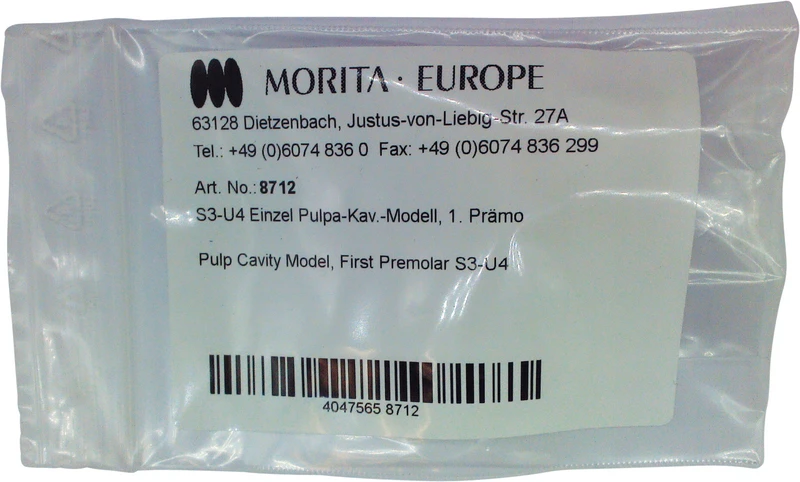 MORITA · EUROPE
63128 Dietzenbach, Justus-von-Liebig-Str. 27A
Tel.: +49 (0)6074 836 0 Fax: +49 (0)6074 836 299
Art. No.: 8712
S3-U4 Einzel Pulpa-Kav.-Modell, 1. Prämo
Pulp Cavity Model, First Premolar S3-U4
4047565 8712